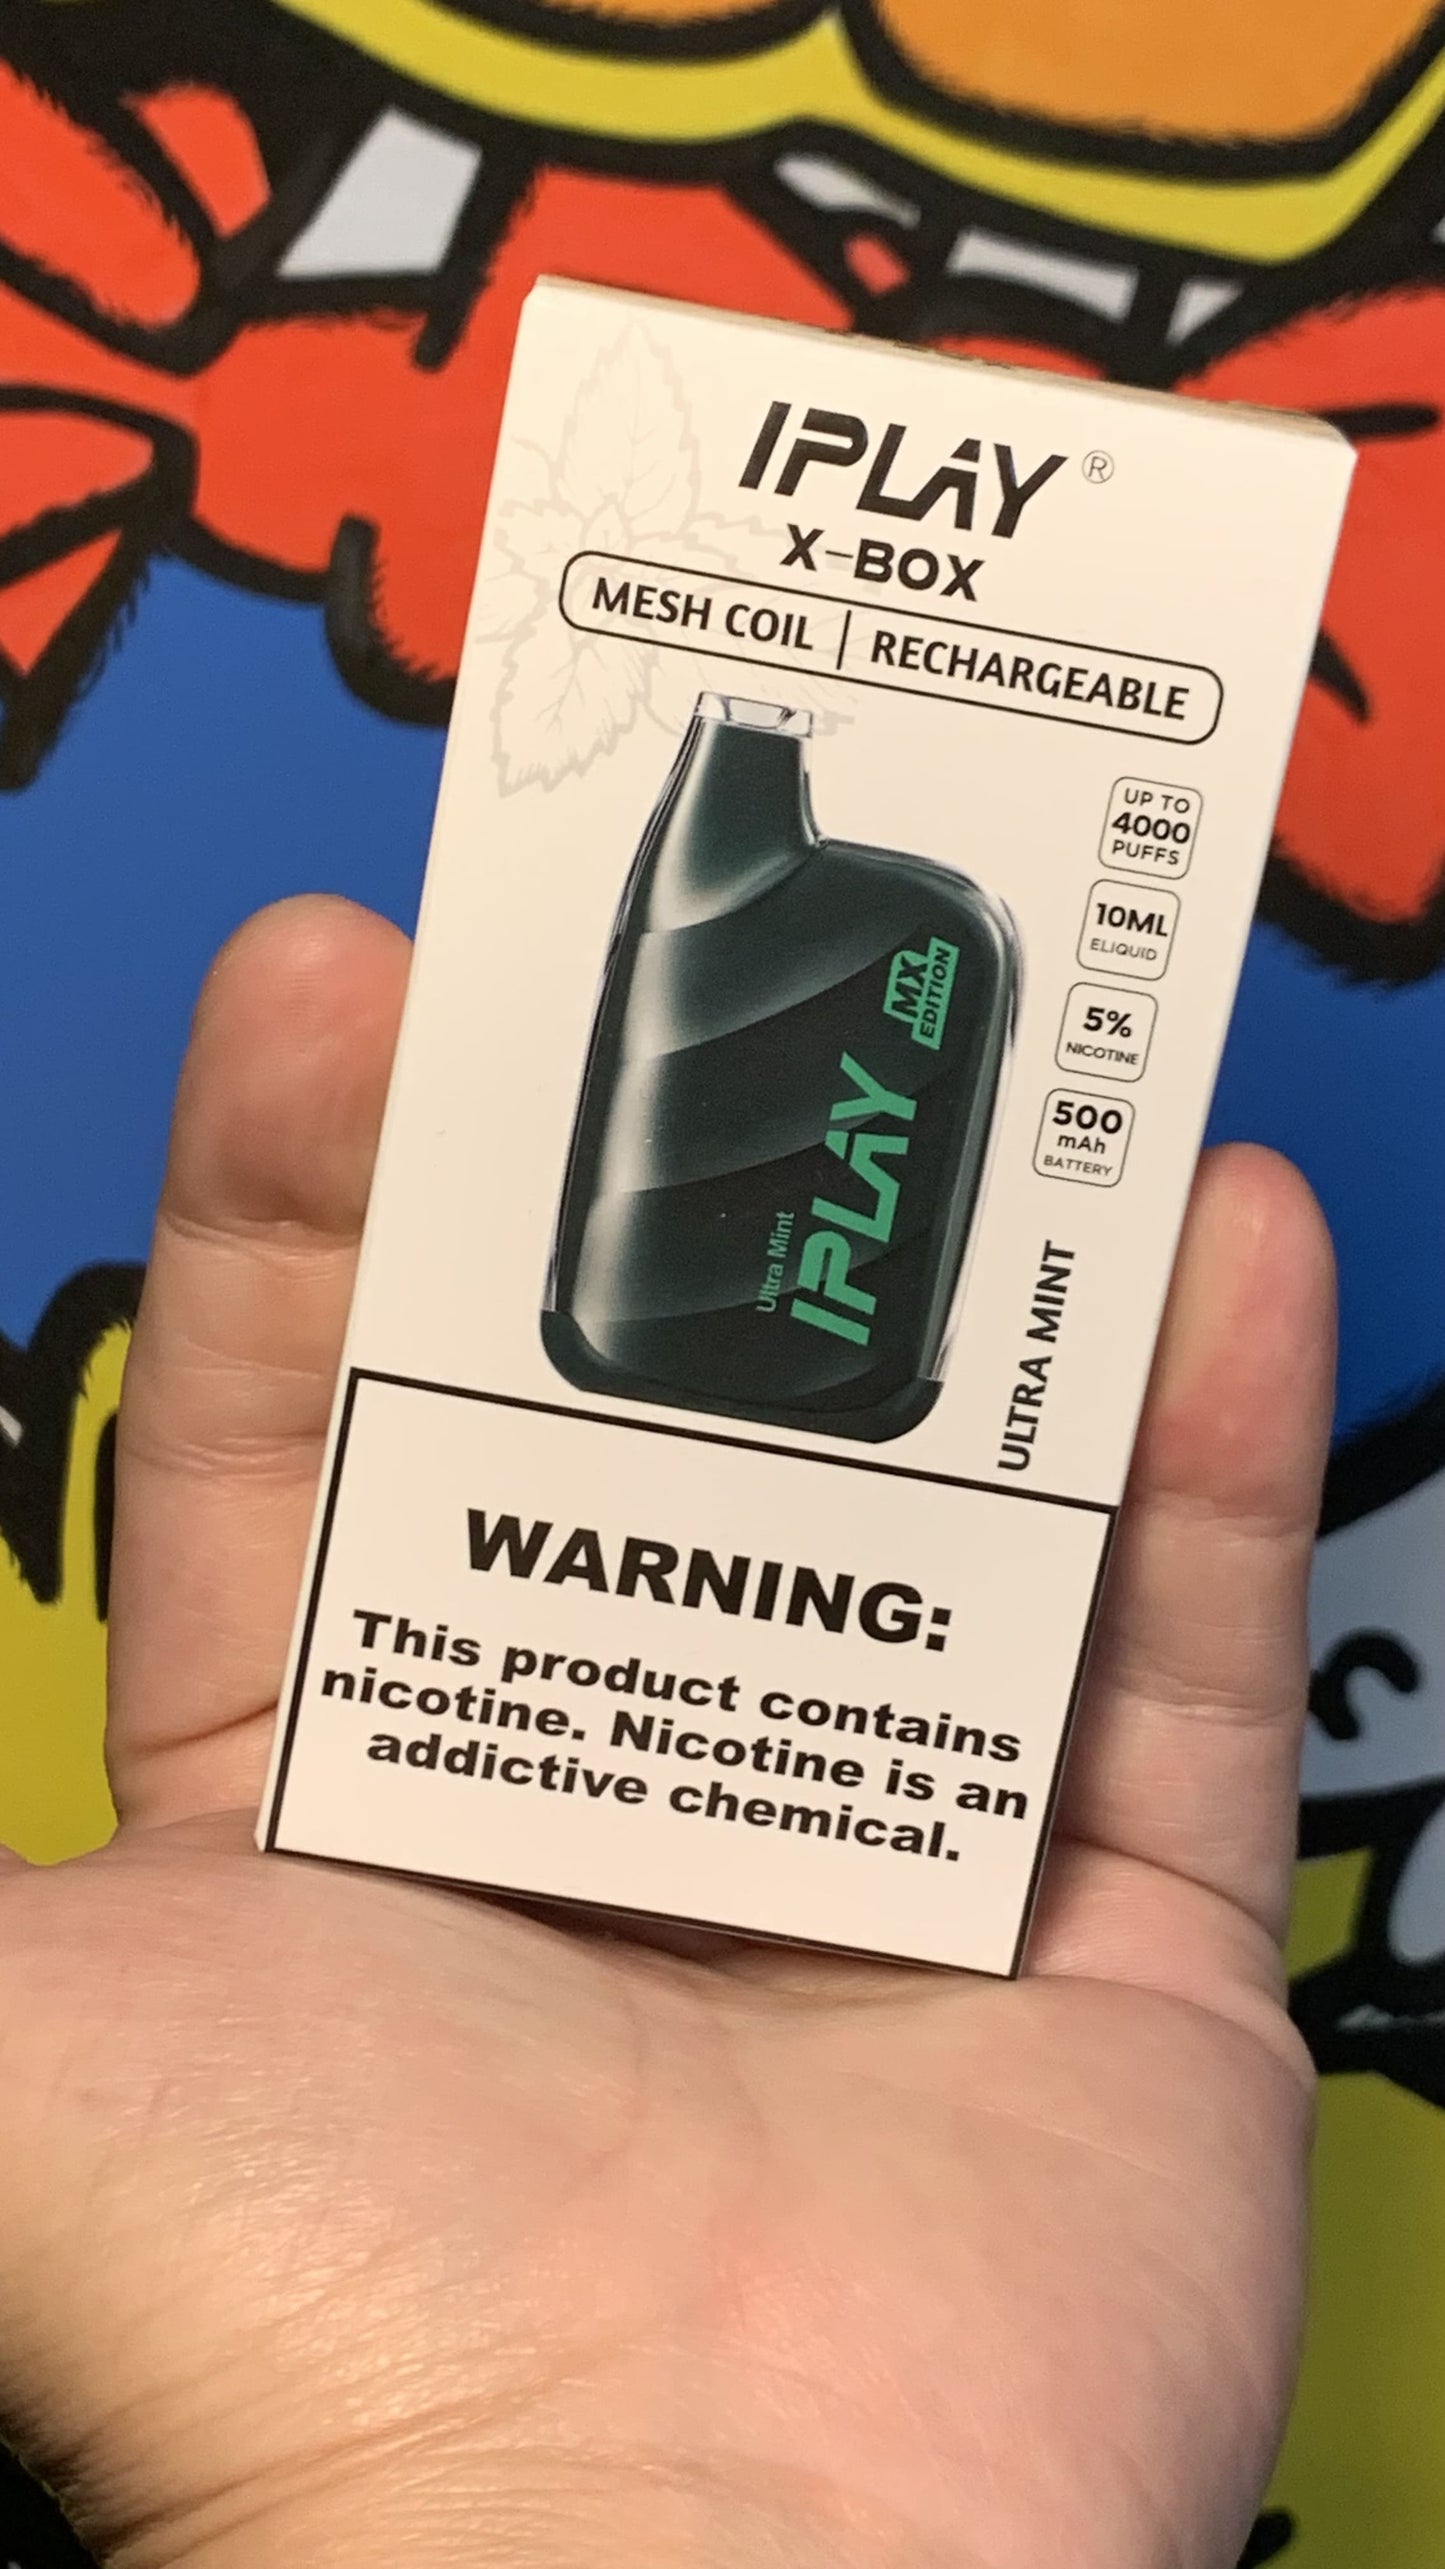 IPLAY®
X-BOX
MESH COIL | RECHARGEABLE
UP TO
4000
PUFFS
10ML
ELIQUID
5%
NICOTINE
500
mAh
BATTERY
MX
EDITION
IPLAY
Ultra Mint
ULTRA MINT
WARNING:
This product contains
nicotine. Nicotine is an
addictive chemical.